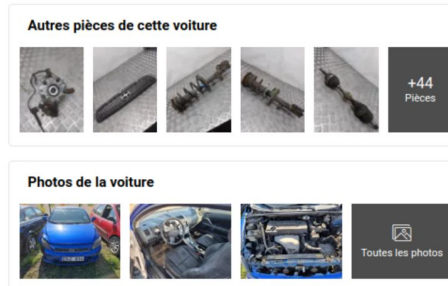 Autres pièces de cette voiture
+44
Pièces
Photos de la voiture
Toutes les photos